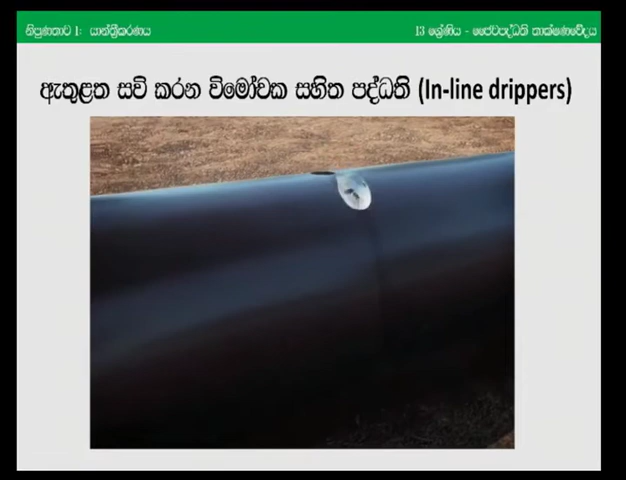 නිපුණතාව 1: යාන්ත්‍රීකරණය
13 ශ්‍රේණිය - ජෛවපද්ධති තාක්ෂණවේදය
ඇතුළත සවි කරන විමෝචක සහිත පද්ධති (In-line drippers)